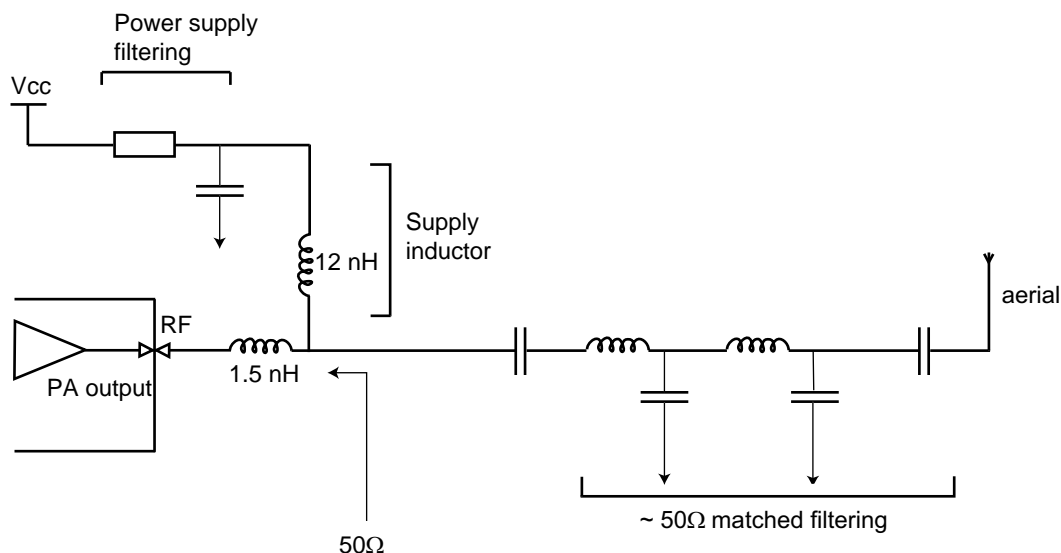 Power supply
filtering
Vcc
Supply
inductor
12 nH
aerial
RF
1.5 nH
PA output
~ 50Ω matched filtering
50Ω